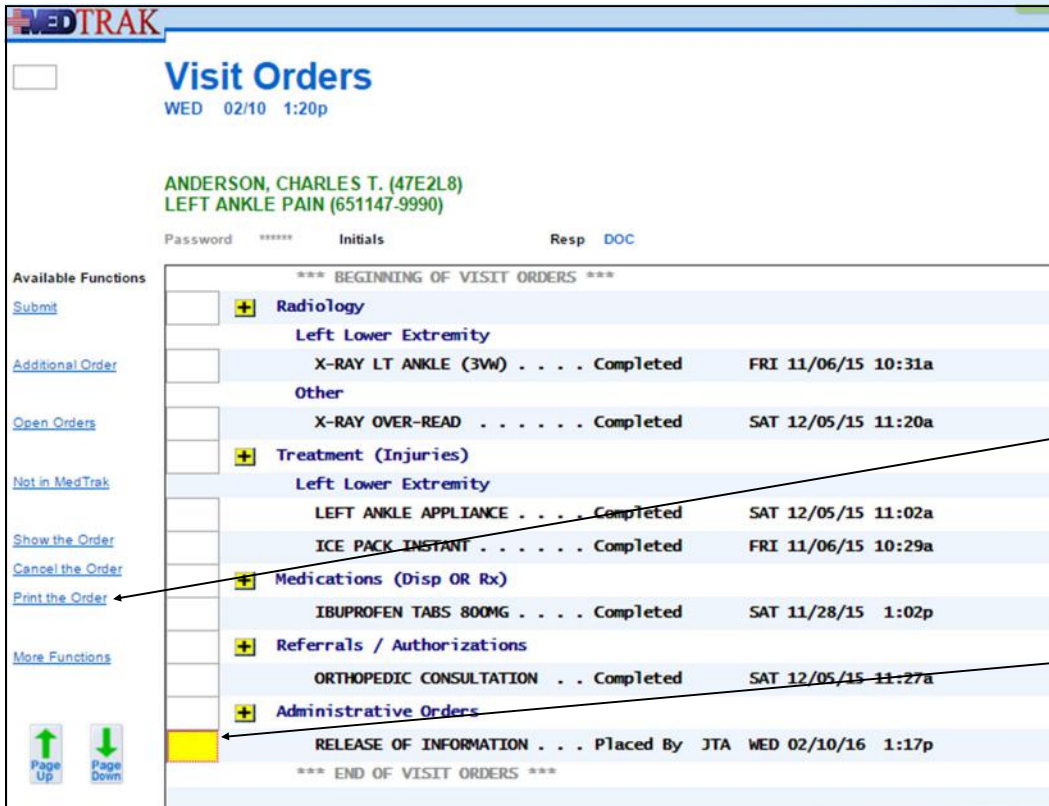 MEDTRAK
Visit Orders
WED 02/10 1:20p
ANDERSON, CHARLES T. (47E2L8)
LEFT ANKLE PAIN (651147-9990)
Password ****** Initials Resp DOC
Available Functions
Submit
Additional Order
Open Orders
Not in MedTrak
Show the Order
Cancel the Order
Print the Order
More Functions
Page Up
Page Down
*** BEGINNING OF VISIT ORDERS ***
+ Radiology
Left Lower Extremity
X-RAY LT ANKLE (3VW) . . . . Completed FRI 11/06/15 10:31a
Other
X-RAY OVER-READ . . . . . . Completed SAT 12/05/15 11:20a
+ Treatment (Injuries)
Left Lower Extremity
LEFT ANKLE APPLIANCE . . . . Completed SAT 12/05/15 11:02a
ICE PACK INSTANT . . . . . . Completed FRI 11/06/15 10:29a
+ Medications (Disp OR Rx)
IBUPROFEN TABS 800MG . . . . Completed SAT 11/28/15 1:02p
+ Referrals / Authorizations
ORTHOPEDIC CONSULTATION . . Completed SAT 12/05/15 11:27a
+ Administrative Orders
RELEASE OF INFORMATION . . . Placed By JTA WED 02/10/16 1:17p
*** END OF VISIT ORDERS ***